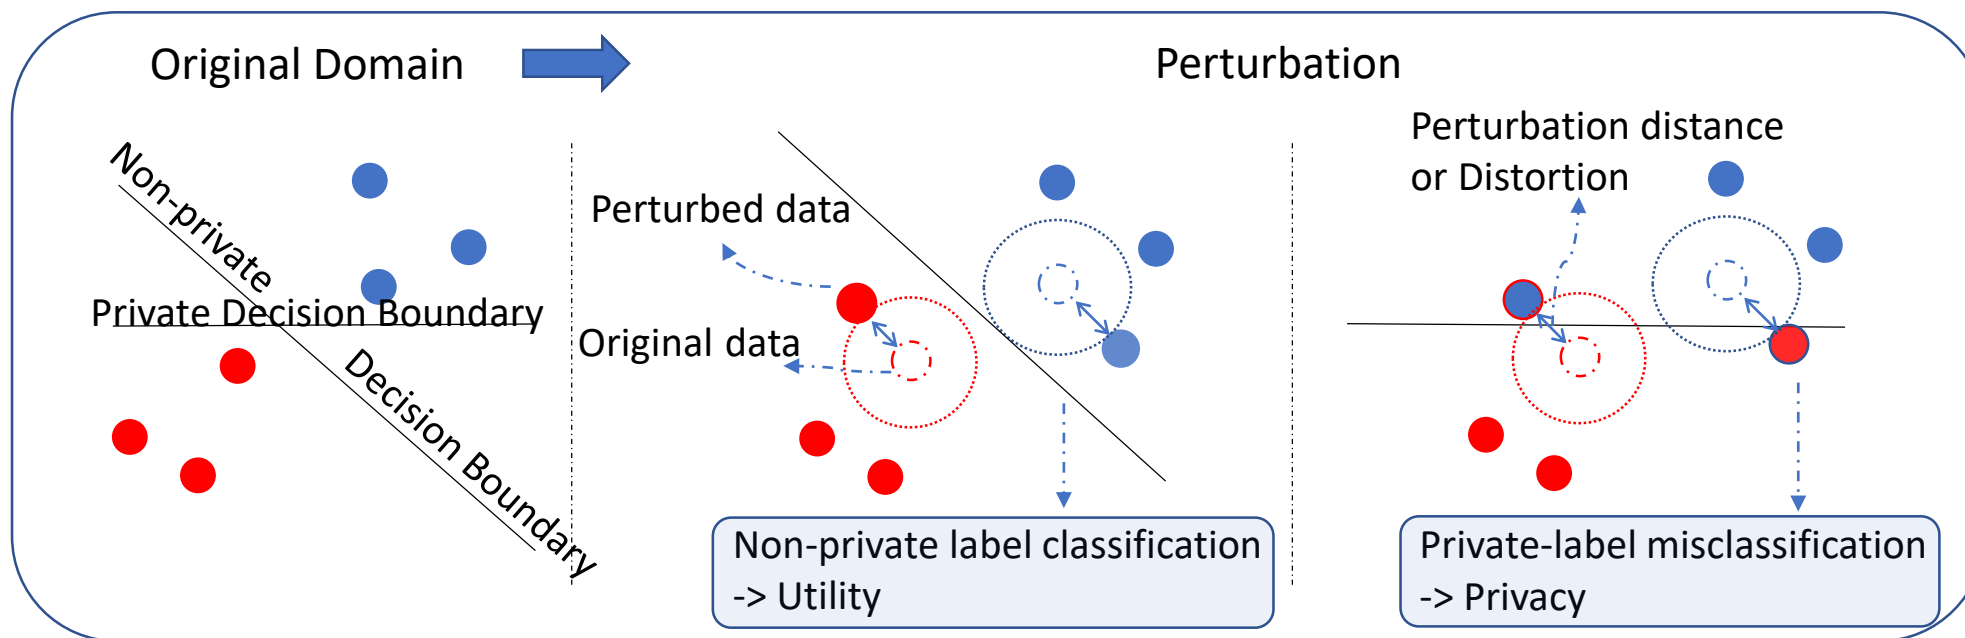 Original Domain
Perturbation
Non-private
Private Decision Boundary
Decision Boundary
Perturbed data
Original data
Non-private label classification
-> Utility
Perturbation distance
or Distortion
Private-label misclassification
-> Privacy